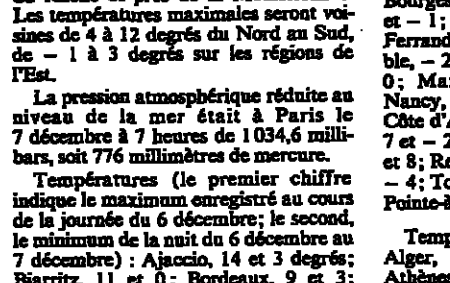 Les températures maximales seront voi-
sines de 4 à 12 degrés du Nord au Sud,
de – 1 à 3 degrés sur les régions de
l'Est.
La pression atmosphérique réduite au
niveau de la mer était à Paris le
7 décembre à 7 heures de 1034,6 milli-
bars, soit 776 millimètres de mercure.
Températures (le premier chiffre
indique le maximum enregistré au cours
de la journée du 6 décembre; le second,
le minimum de la nuit du 6 décembre au
7 décembre) : Ajaccio, 14 et 3 degrés;
Biarritz, 11 et 0; Bordeaux, 9 et 3;
Bourges
et – 1;
Ferrand
ble, – 2
0; Ma
Nancy,
Côte d'A
7 et – 2
et 8; Re
– 4; To
Pointe-à
Temp
Alger,
Athènes